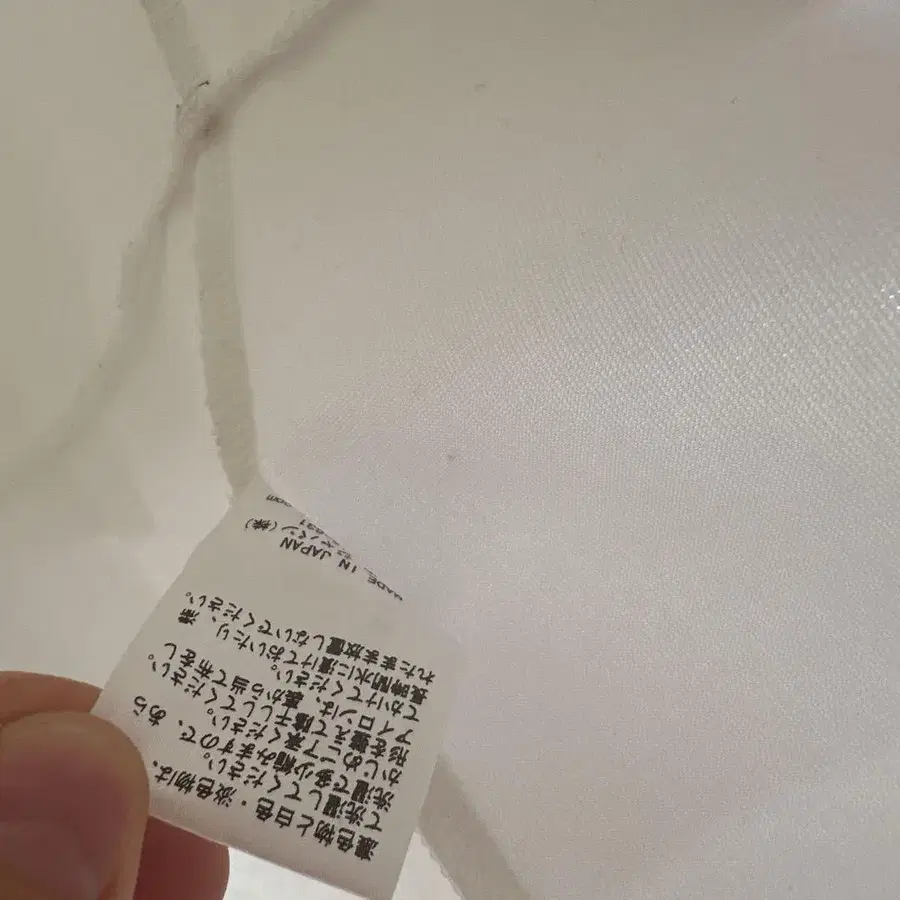 濃色物と白色・淡色物は、
て洗濯してください。
洗濯で多少縮みますので、あら
かじめご了承ください。
形を整えて陰干ししてください。
アイロンは、裏から当て布をし
てかけてください。
長時間水に漬けておいたり、濡
れたまま放置しないでください。
MADE IN JAPAN
パン(株)